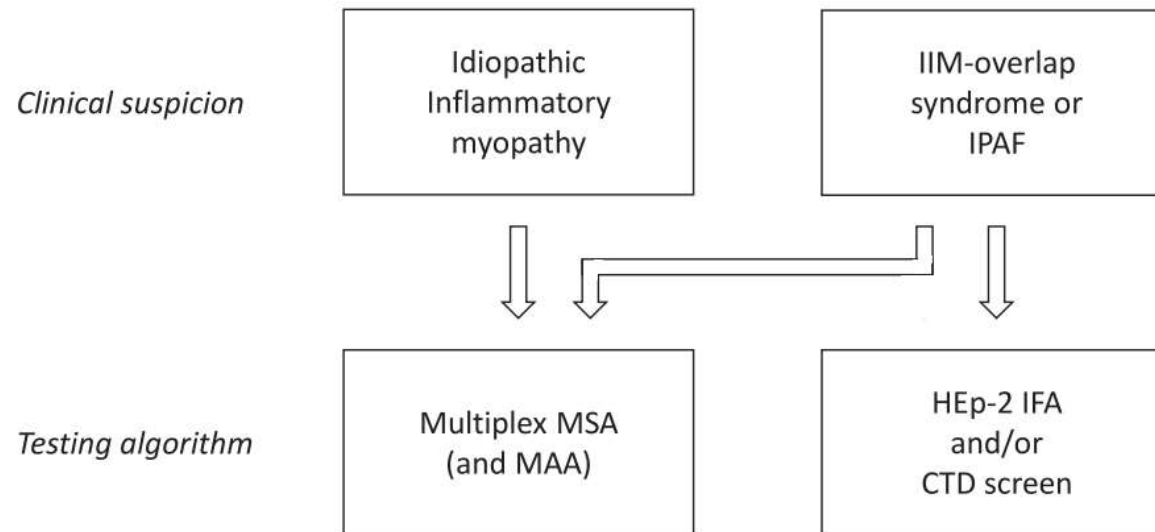 Clinical suspicion
Idiopathic
Inflammatory
myopathy
IIM-overlap
syndrome or
IPAF
Testing algorithm
Multiplex MSA
(and MAA)
HEp-2 IFA
and/or
CTD screen